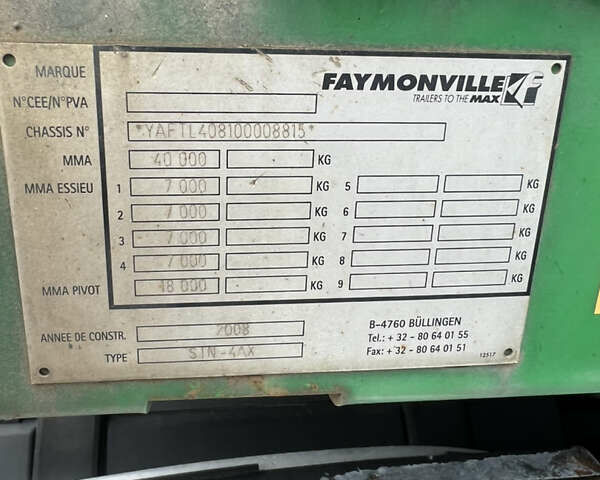 MARQUE FAYMONVILLE
TRAILERS TO THE MAX
N°CEE/N°PVA
CHASSIS N° *YAFTL408100008815*
MMA 40 000 KG
MMA ESSIEU 1 7 000 KG 5 KG
2 7 000 KG 6 KG
3 7 000 KG 7 KG
4 7 000 KG 8 KG
MMA PIVOT 18 000 KG 9 KG
ANNEE DE CONSTR. 2008
TYPE STN-4AX
B-4760 BÜLLINGEN
Tel.: + 32 - 80 64 01 55
Fax: + 32 - 80 64 01 51
12517